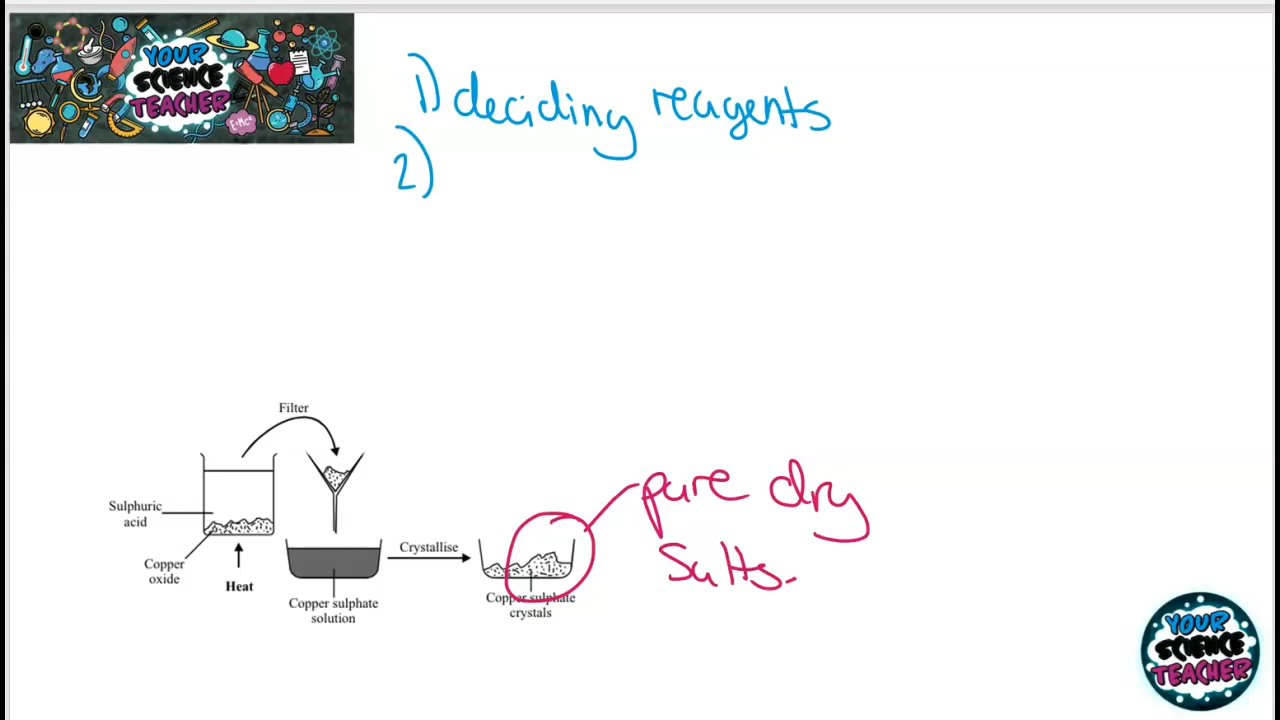 YOUR
SCIENCE
TEACHER
E=MC²
1) deciding reagents
2)
Filter
Sulphuric
acid
Copper
oxide
Heat
Copper sulphate
solution
Crystallise
Copper sulphate
crystals
pure dry
Salts.
YOUR
SCIENCE
TEACHER